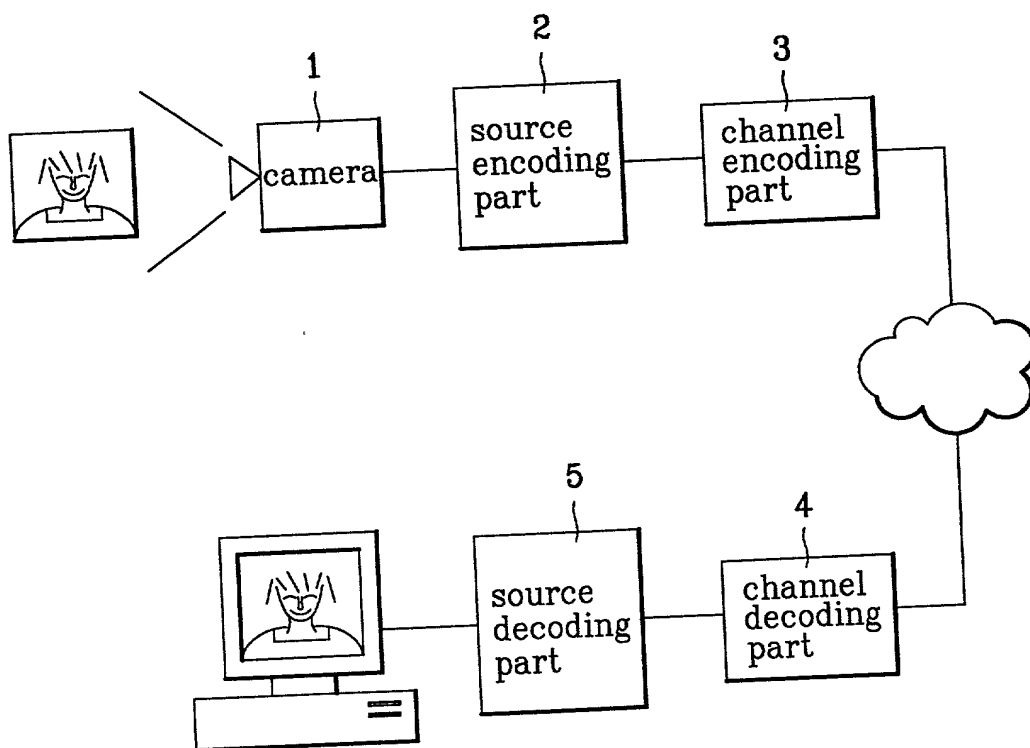 1
2
3
camera
source
encoding
part
channel
encoding
part
5
4
source
decoding
part
channel
decoding
part